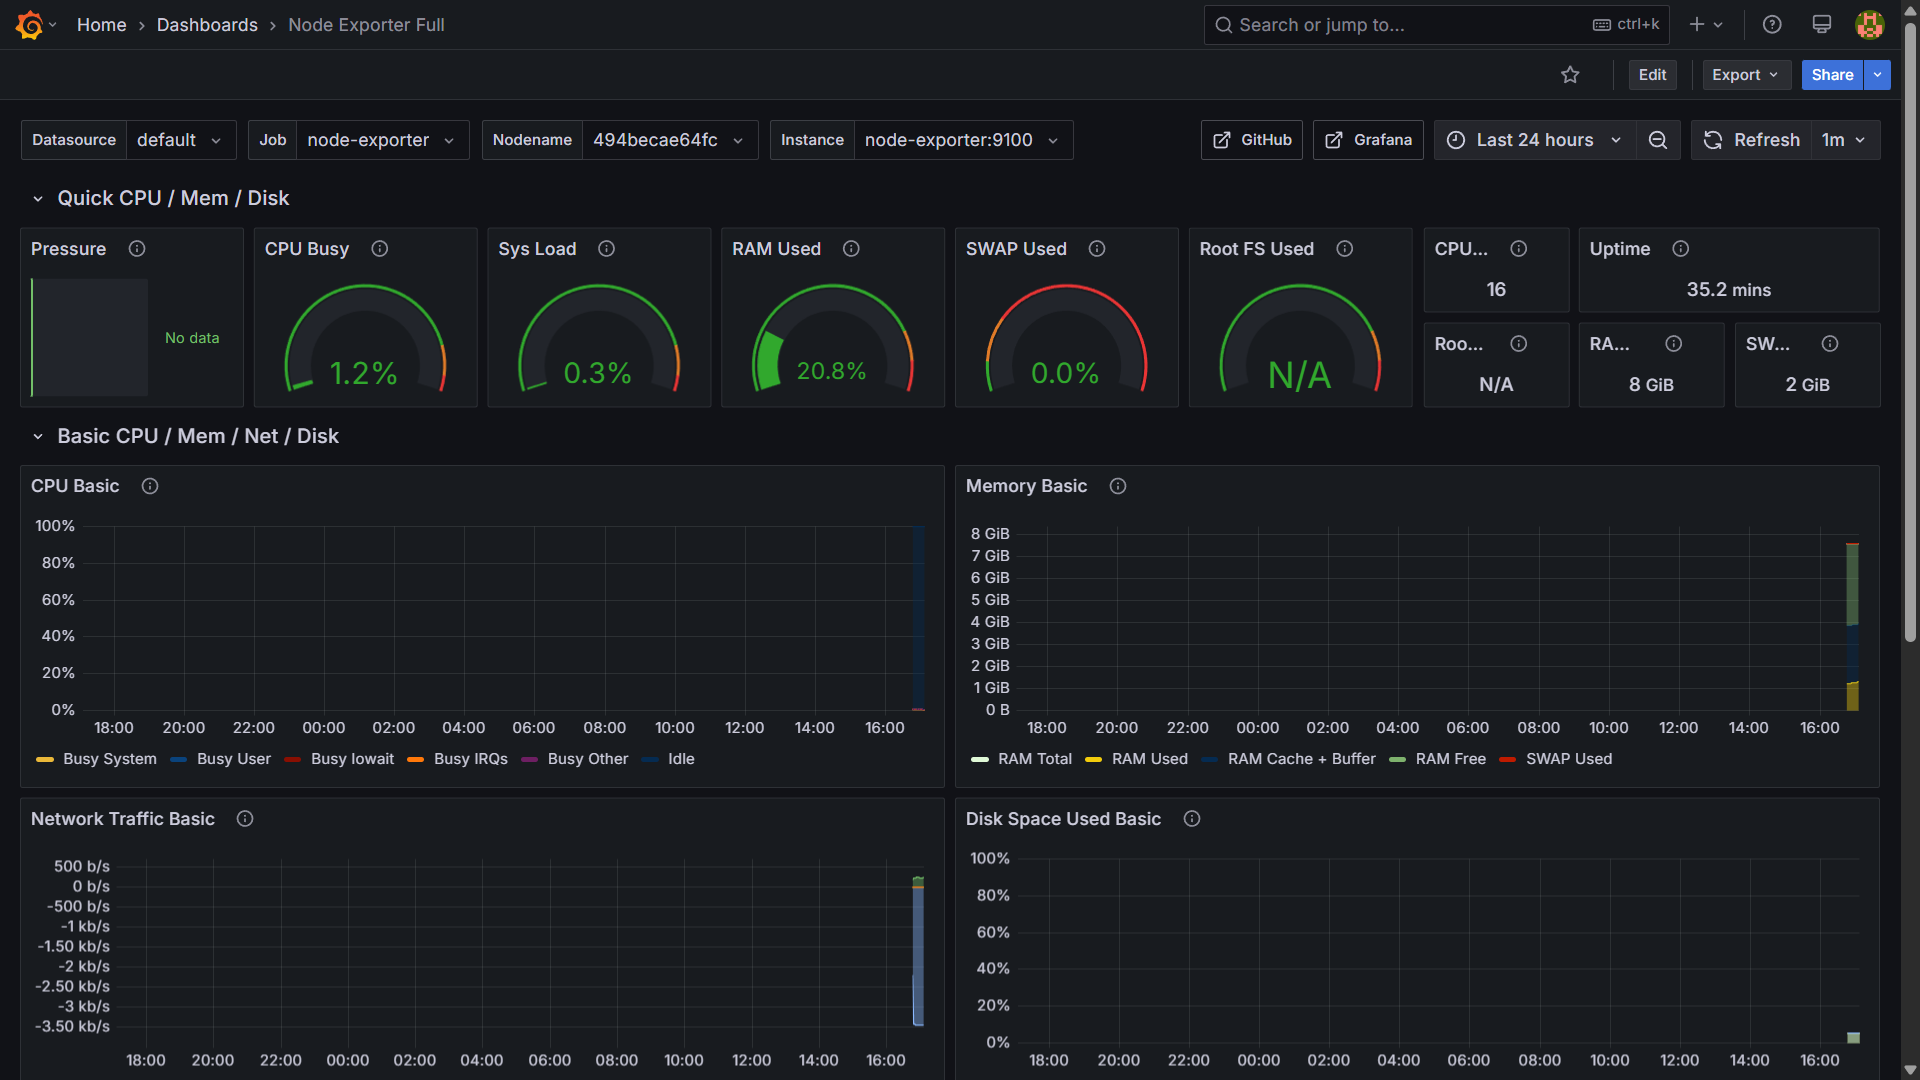 Home › Dashboards › Node Exporter Full
Search or jump to...
ctrl+k
Edit
Export
Share
Datasource default
Job node-exporter
Nodename 494becae64fc
Instance node-exporter:9100
GitHub
Grafana
Last 24 hours
Refresh 1m
Quick CPU / Mem / Disk
Pressure
No data
CPU Busy
1.2%
Sys Load
0.3%
RAM Used
20.8%
SWAP Used
0.0%
Root FS Used
N/A
CPU...
16
Uptime
35.2 mins
Roo...
N/A
RA...
8 GiB
SW...
2 GiB
Basic CPU / Mem / Net / Disk
CPU Basic
100%
80%
60%
40%
20%
0%
18:00 20:00 22:00 00:00 02:00 04:00 06:00 08:00 10:00 12:00 14:00 16:00
Busy System Busy User Busy Iowait Busy IRQs Busy Other Idle
Memory Basic
8 GiB
7 GiB
6 GiB
5 GiB
4 GiB
3 GiB
2 GiB
1 GiB
0 B
18:00 20:00 22:00 00:00 02:00 04:00 06:00 08:00 10:00 12:00 14:00 16:00
RAM Total RAM Used RAM Cache + Buffer RAM Free SWAP Used
Network Traffic Basic
500 b/s
0 b/s
-500 b/s
-1 kb/s
-1.50 kb/s
-2 kb/s
-2.50 kb/s
-3 kb/s
-3.50 kb/s
18:00 20:00 22:00 00:00 02:00 04:00 06:00 08:00 10:00 12:00 14:00 16:00
Disk Space Used Basic
100%
80%
60%
40%
20%
0%
18:00 20:00 22:00 00:00 02:00 04:00 06:00 08:00 10:00 12:00 14:00 16:00